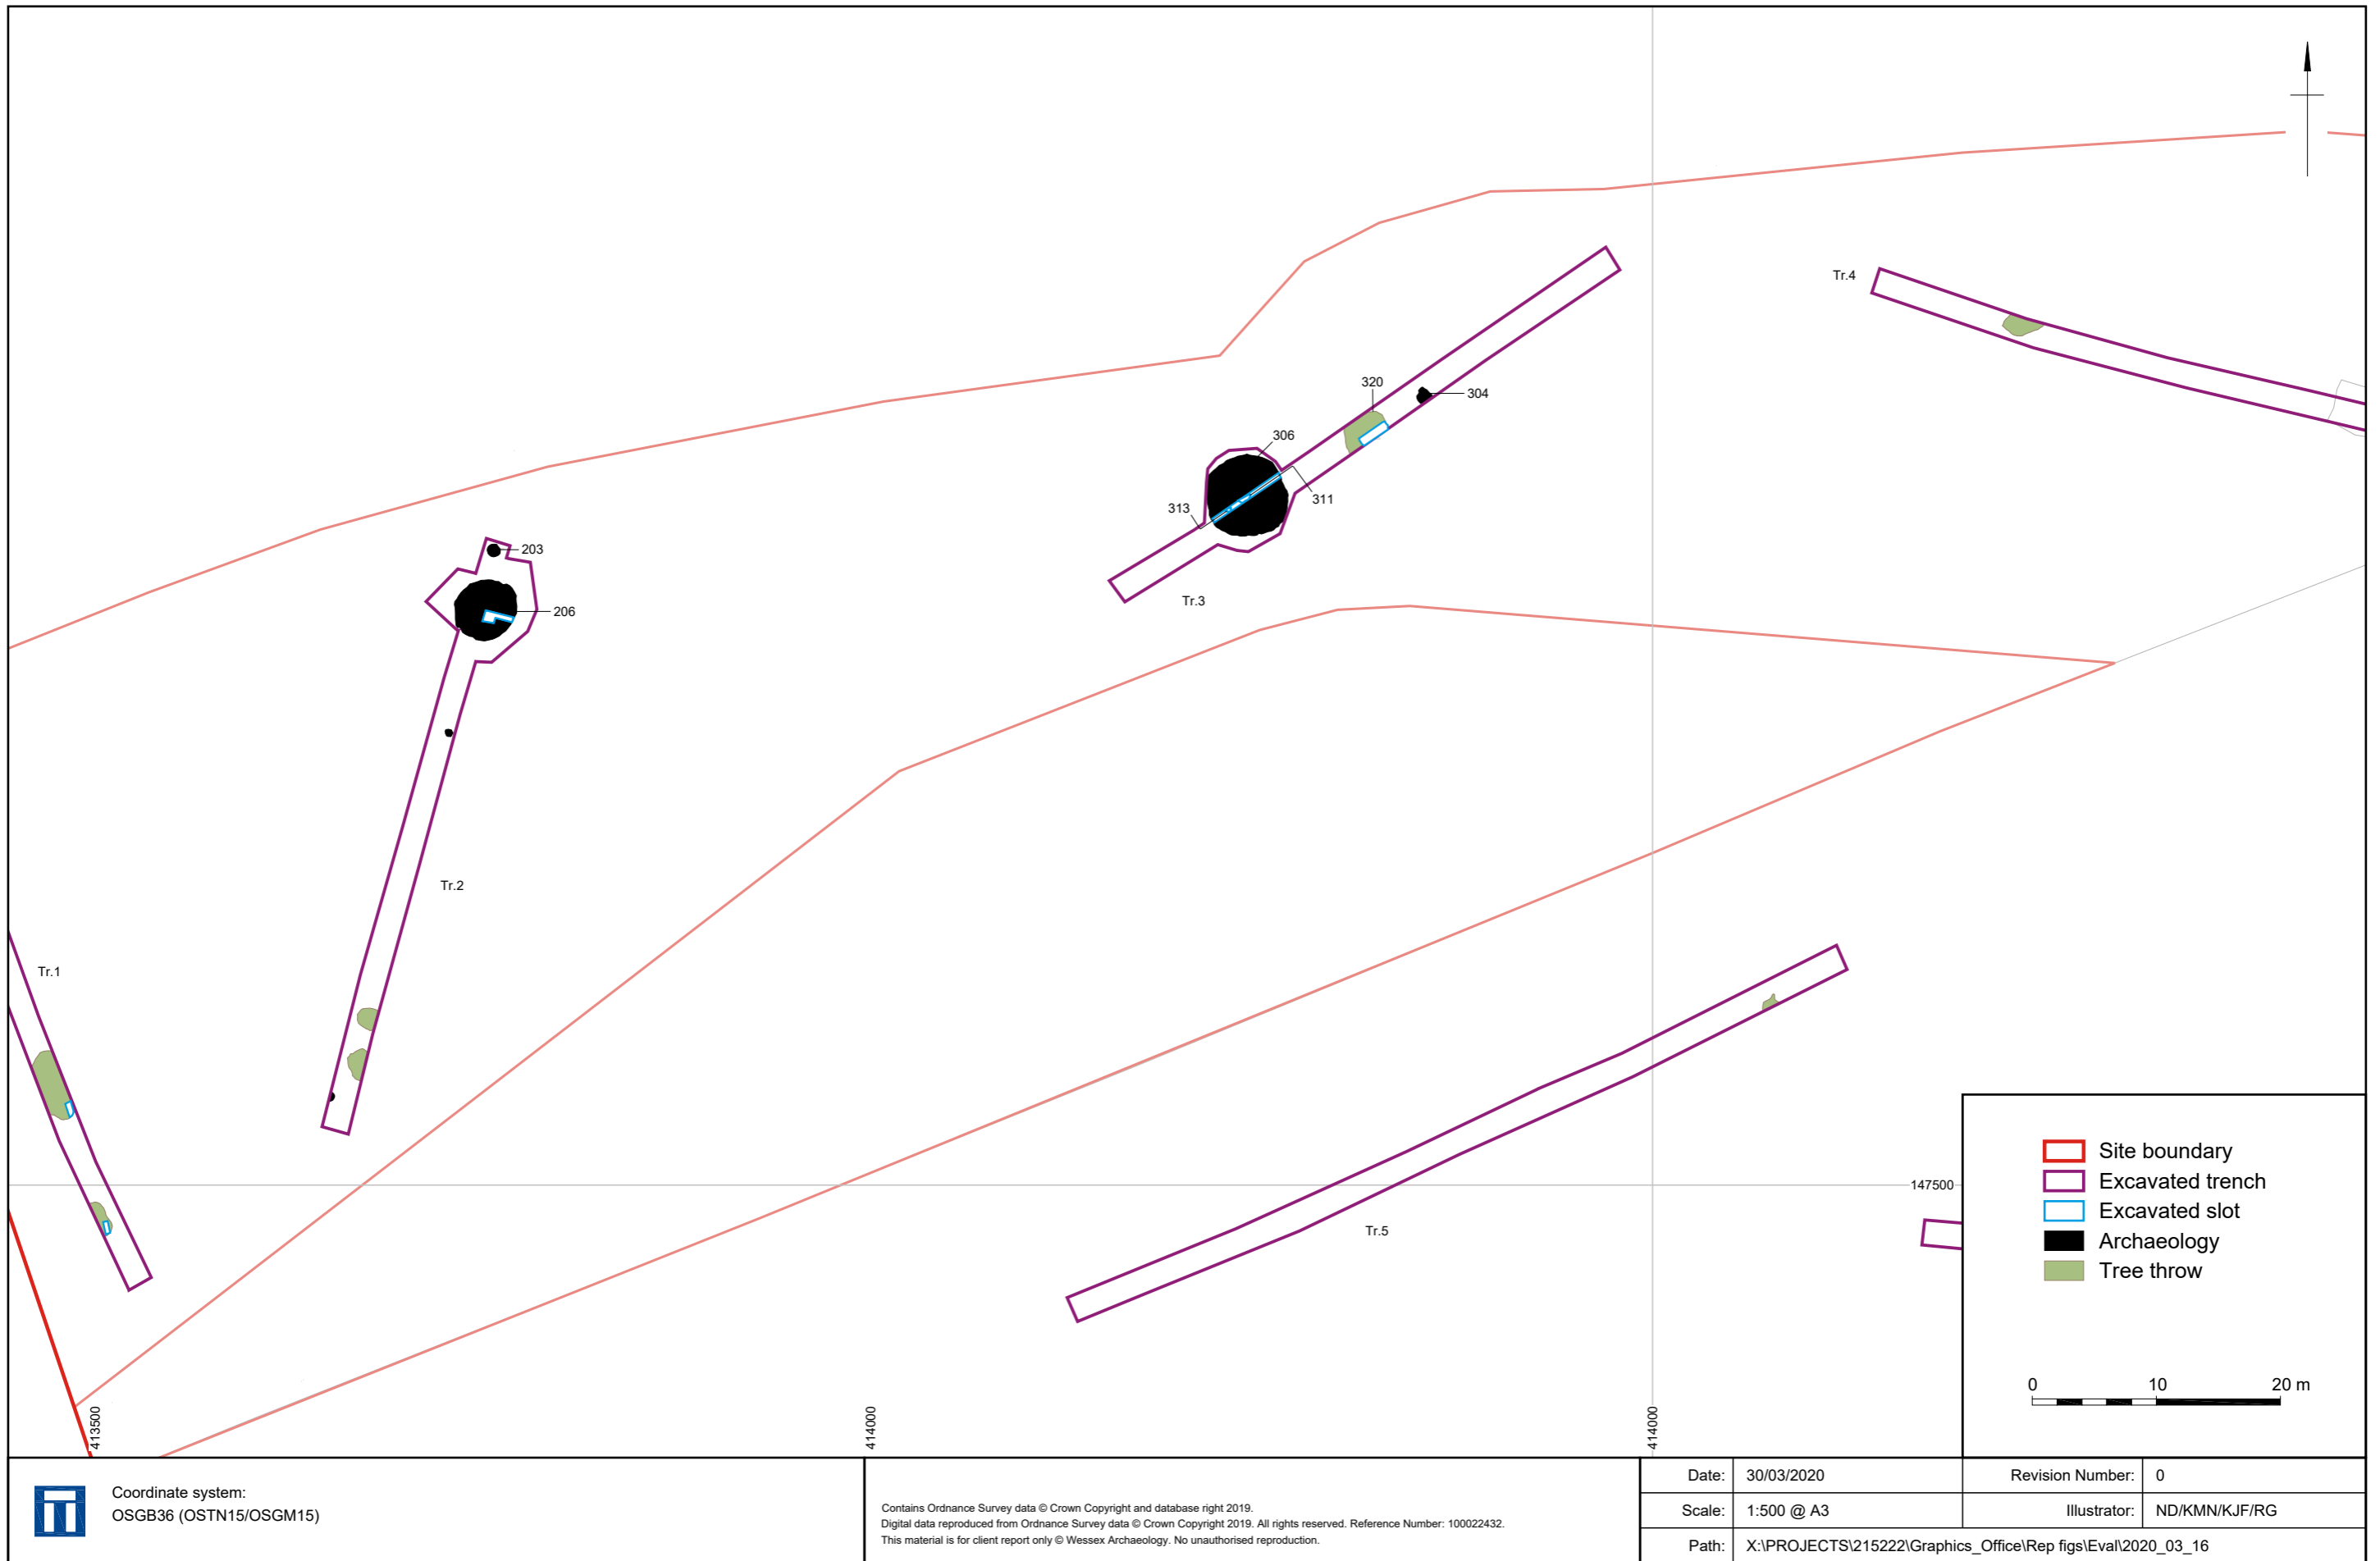 Tr.4
320
304
306
311
313
203
Tr.3
206
Tr.2
Tr.1
147500
Tr.5
Site boundary
Excavated trench
Excavated slot
Archaeology
Tree throw
0 10 20 m
413500
414000
414000
Coordinate system:
OSGB36 (OSTN15/OSGM15)
Contains Ordnance Survey data © Crown Copyright and database right 2019.
Digital data reproduced from Ordnance Survey data © Crown Copyright 2019. All rights reserved. Reference Number: 100022432.
This material is for client report only © Wessex Archaeology. No unauthorised reproduction.
Date: 30/03/2020 Revision Number: 0
Scale: 1:500 @ A3 Illustrator: ND/KMN/KJF/RG
Path: X:\PROJECTS\215222\Graphics_Office\Rep figs\Eval\2020_03_16